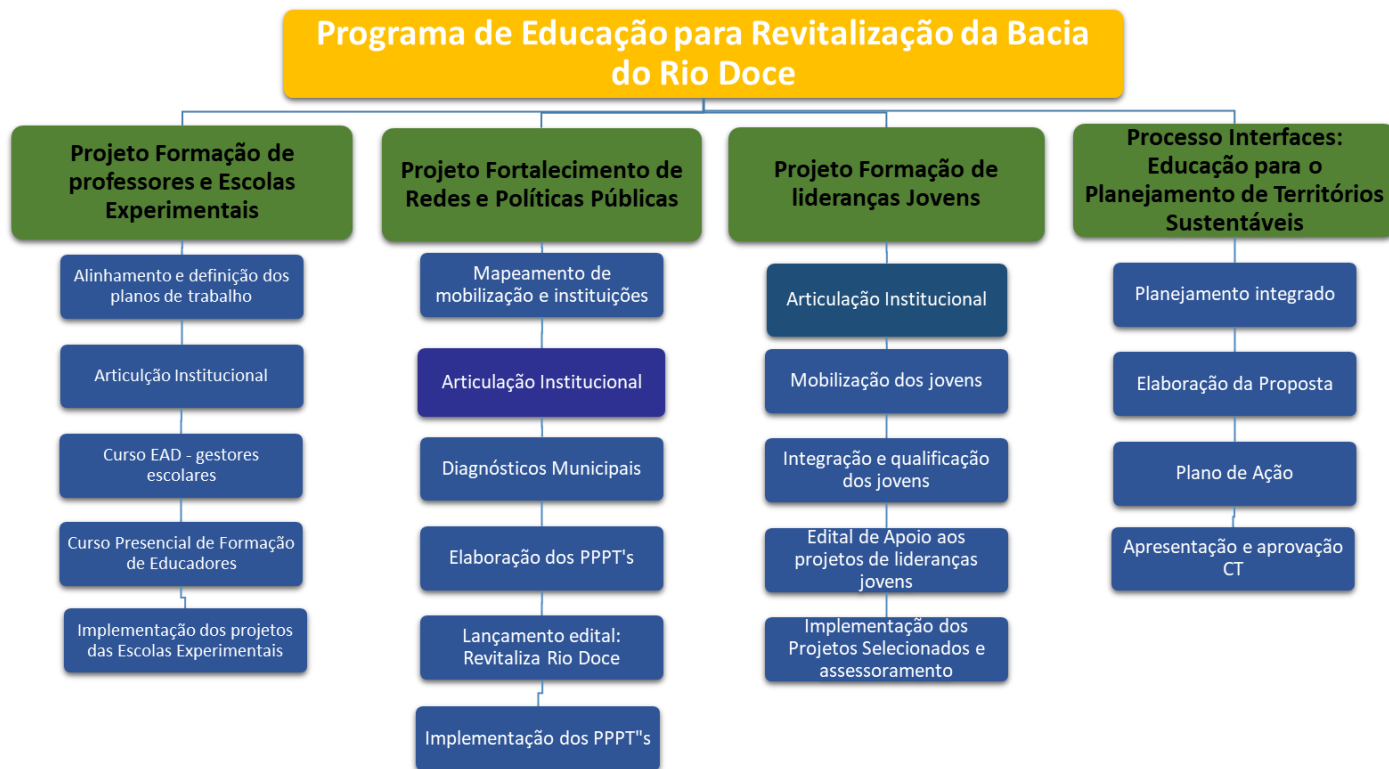 Programa de Educação para Revitalização da Bacia
do Rio Doce
Projeto Formação de
professores e Escolas
Experimentais
Alinhamento e definição dos
planos de trabalho
Articulção Institucional
Curso EAD - gestores
escolares
Curso Presencial de Formação
de Educadores
Implementação dos projetos
das Escolas Experimentais
Projeto Fortalecimento de
Redes e Políticas Públicas
Mapeamento de
mobilização e instituições
Articulação Institucional
Diagnósticos Municipais
Elaboração dos PPPT's
Lançamento edital:
Revitaliza Rio Doce
Implementação dos PPPT"s
Projeto Formação de
lideranças Jovens
Articulação Institucional
Mobilização dos jovens
Integração e qualificação
dos jovens
Edital de Apoio aos
projetos de lideranças
jovens
Implementação dos
Projetos Selecionados e
assessoramento
Processo Interfaces:
Educação para o
Planejamento de Territórios
Sustentáveis
Planejamento integrado
Elaboração da Proposta
Plano de Ação
Apresentação e aprovação
CT